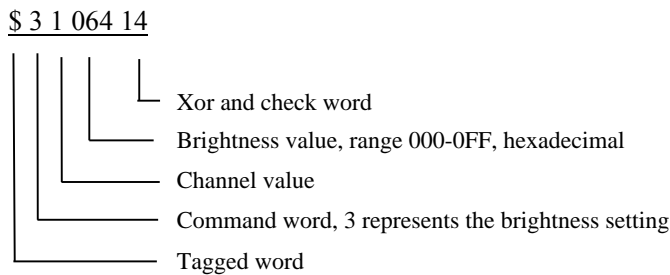 $ 3 1 064 14
Xor and check word
Brightness value, range 000-0FF, hexadecimal
Channel value
Command word, 3 represents the brightness setting
Tagged word